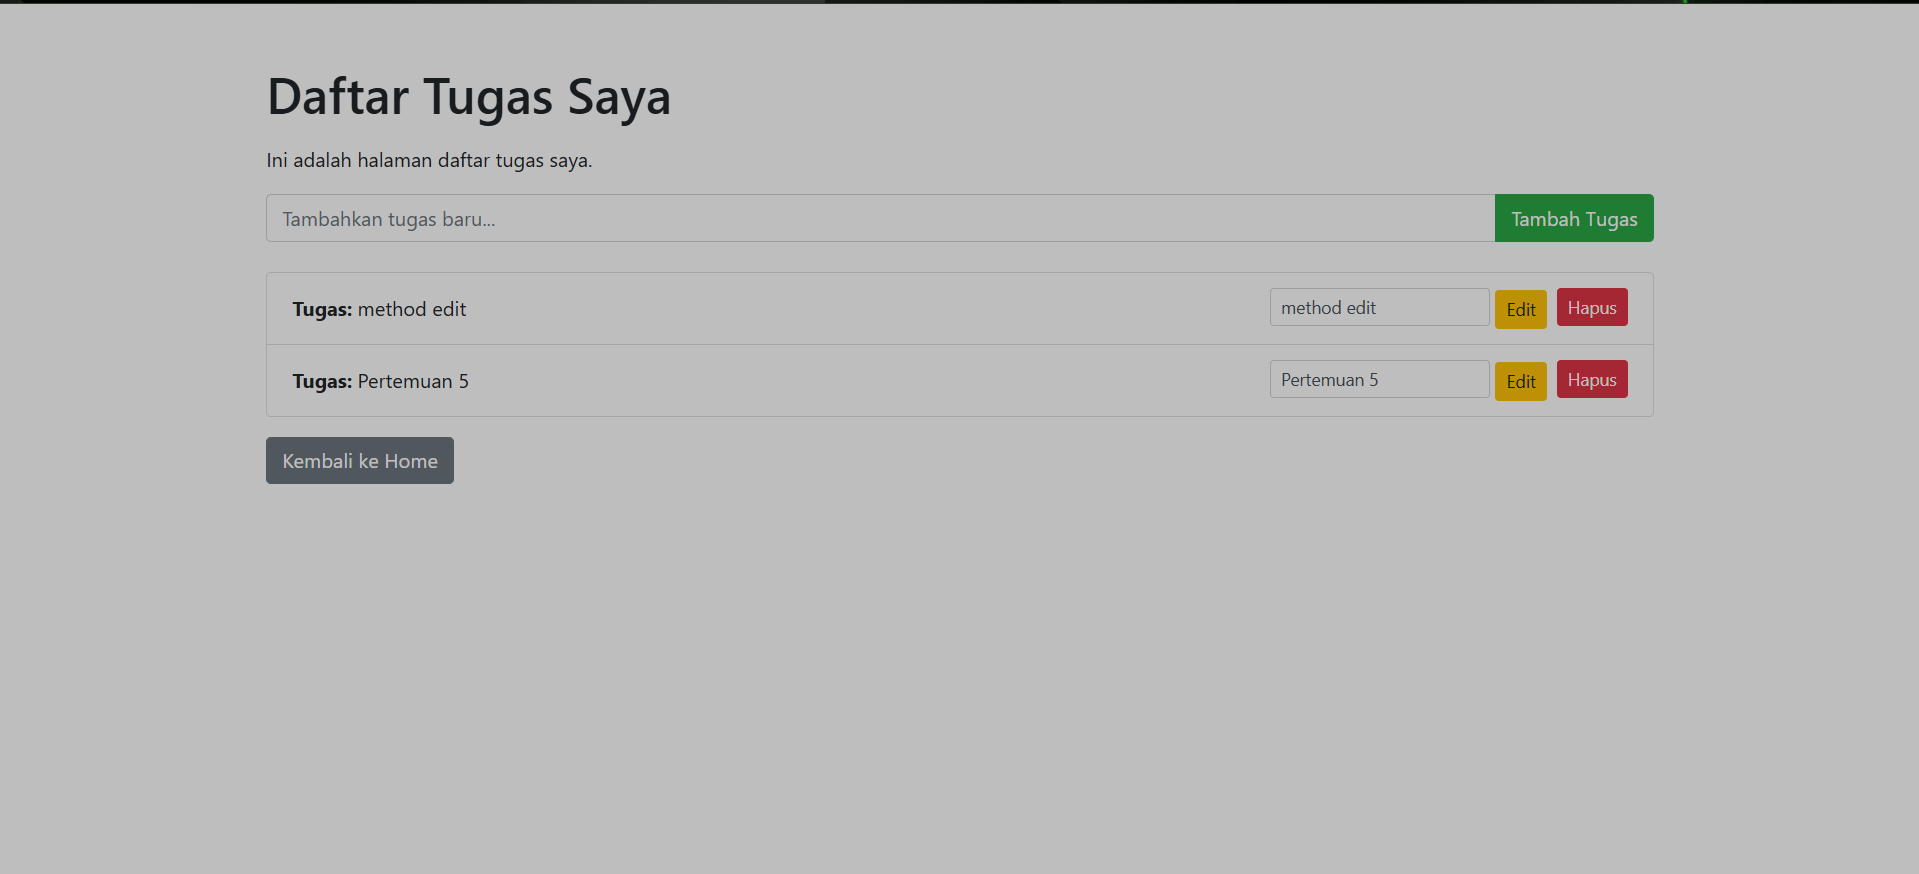 Daftar Tugas Saya
Ini adalah halaman daftar tugas saya.
Tambahkan tugas baru... Tambah Tugas
Tugas: method edit method edit Edit Hapus
Tugas: Pertemuan 5 Pertemuan 5 Edit Hapus
Kembali ke Home